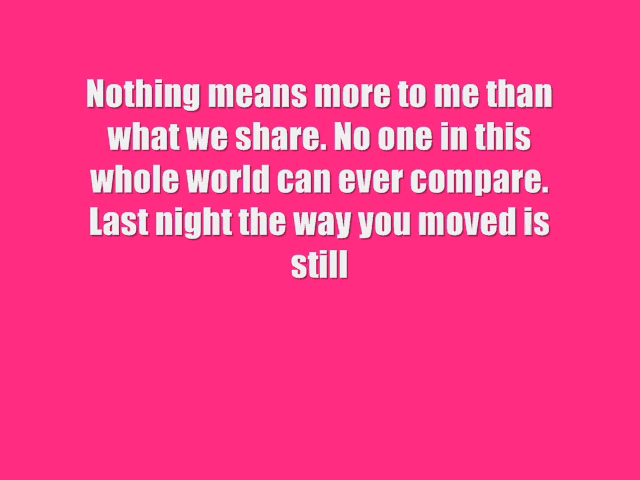 Nothing means more to me than
what we share. No one in this
whole world can ever compare.
Last night the way you moved is
still